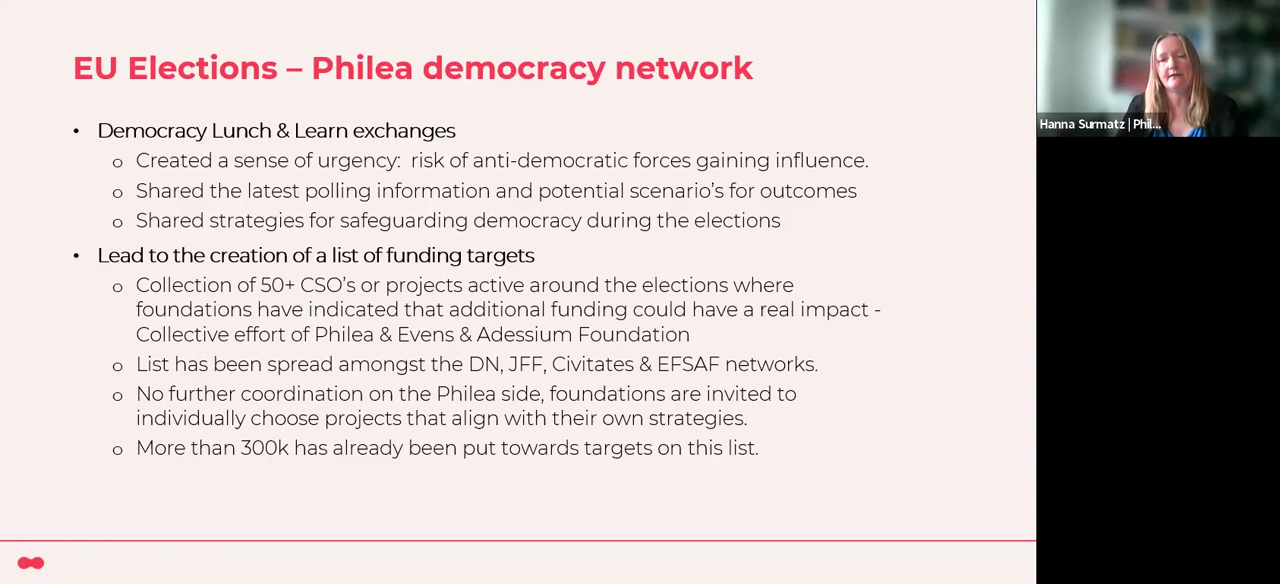 EU Elections – Philea democracy network
• Democracy Lunch & Learn exchanges
o Created a sense of urgency:  risk of anti-democratic forces gaining influence.
o Shared the latest polling information and potential scenario's for outcomes
o Shared strategies for safeguarding democracy during the elections
• Lead to the creation of a list of funding targets
o Collection of 50+ CSO's or projects active around the elections where
foundations have indicated that additional funding could have a real impact -
Collective effort of Philea & Evens & Adessium Foundation
o List has been spread amongst the DN, JFF, Civitates & EFSAF networks.
o No further coordination on the Philea side, foundations are invited to
individually choose projects that align with their own strategies.
o More than 300k has already been put towards targets on this list.
Hanna Surmatz | Phil...